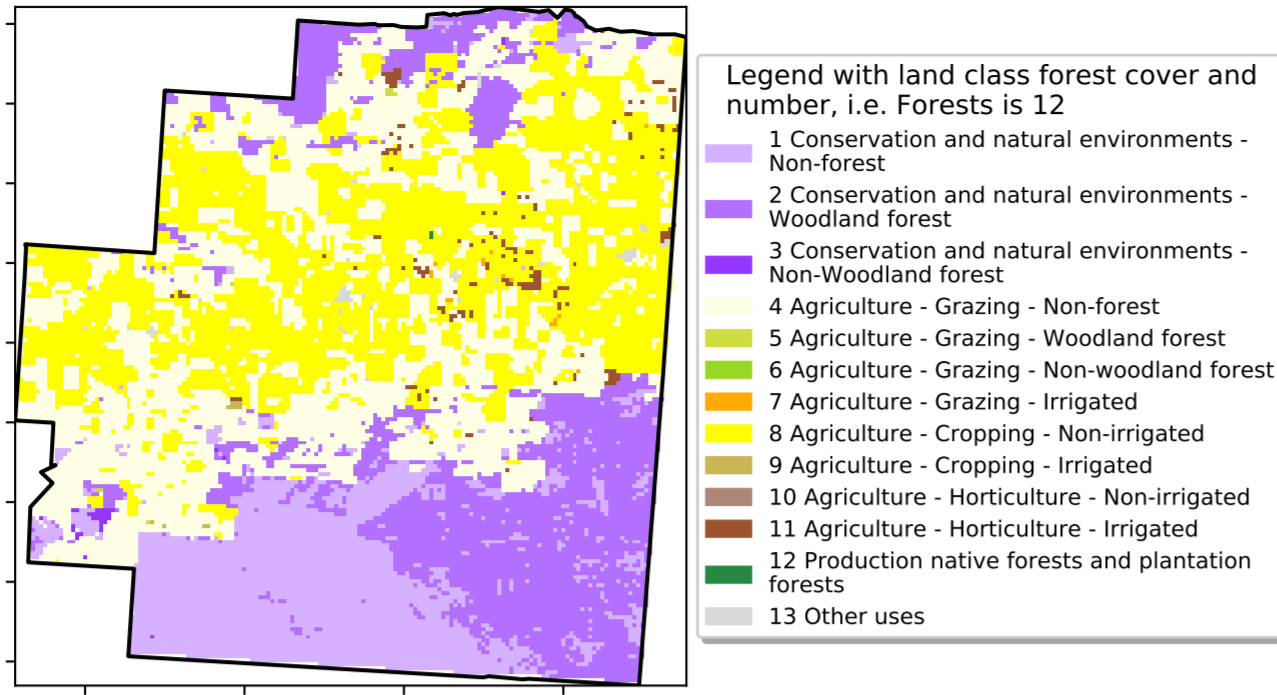 Legend with land class forest cover and
number, i.e. Forests is 12
1 Conservation and natural environments -
Non-forest
2 Conservation and natural environments -
Woodland forest
3 Conservation and natural environments -
Non-Woodland forest
4 Agriculture - Grazing - Non-forest
5 Agriculture - Grazing - Woodland forest
6 Agriculture - Grazing - Non-woodland forest
7 Agriculture - Grazing - Irrigated
8 Agriculture - Cropping - Non-irrigated
9 Agriculture - Cropping - Irrigated
10 Agriculture - Horticulture - Non-irrigated
11 Agriculture - Horticulture - Irrigated
12 Production native forests and plantation
forests
13 Other uses